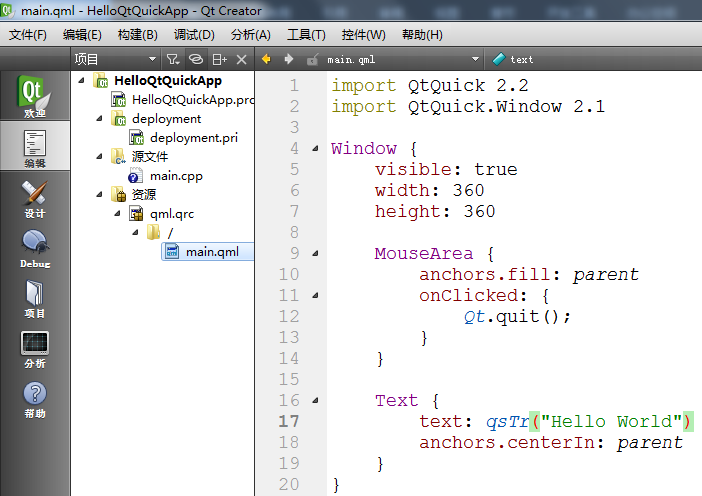 main.qml - HelloQtQuickApp - Qt Creator
文件(F) 编辑(E) 构建(B) 调试(D) 分析(A) 工具(T) 控件(W) 帮助(H)
项目 main.qml text
Qt
欢迎
编辑
设计
Debug
项目
分析
帮助
HelloQtQuickApp
HelloQtQuickApp.pro
deployment
deployment.pri
源文件
main.cpp
资源
qml.qrc
/
main.qml
1 import QtQuick 2.2
2 import QtQuick.Window 2.1
3
4 Window {
5     visible: true
6     width: 360
7     height: 360
8
9     MouseArea {
10         anchors.fill: parent
11         onClicked: {
12             Qt.quit();
13         }
14     }
15
16     Text {
17         text: qsTr("Hello World")
18         anchors.centerIn: parent
19     }
20 }